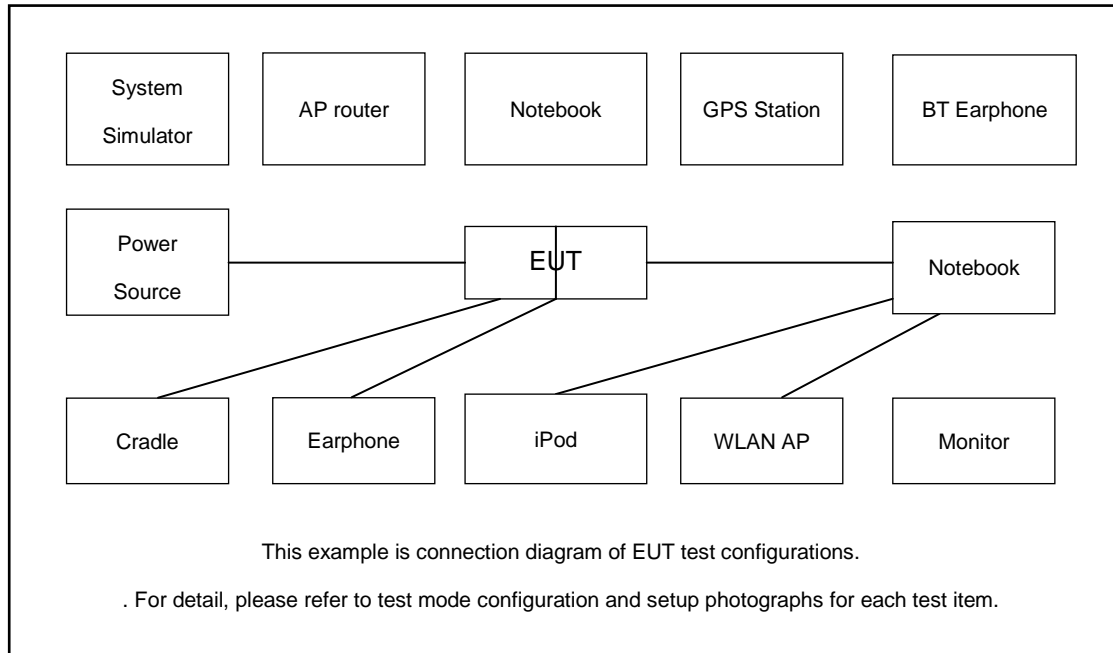 System
Simulator
AP router
Notebook
GPS Station
BT Earphone
Power
Source
EUT
Notebook
Cradle
Earphone
iPod
WLAN AP
Monitor
This example is connection diagram of EUT test configurations.
. For detail, please refer to test mode configuration and setup photographs for each test item.